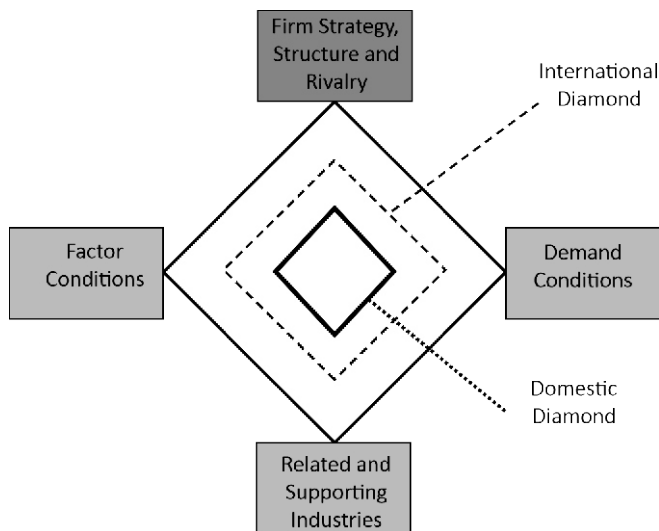 Firm Strategy,
Structure and
Rivalry
International
Diamond
Factor
Conditions
Demand
Conditions
Domestic
Diamond
Related and
Supporting
Industries